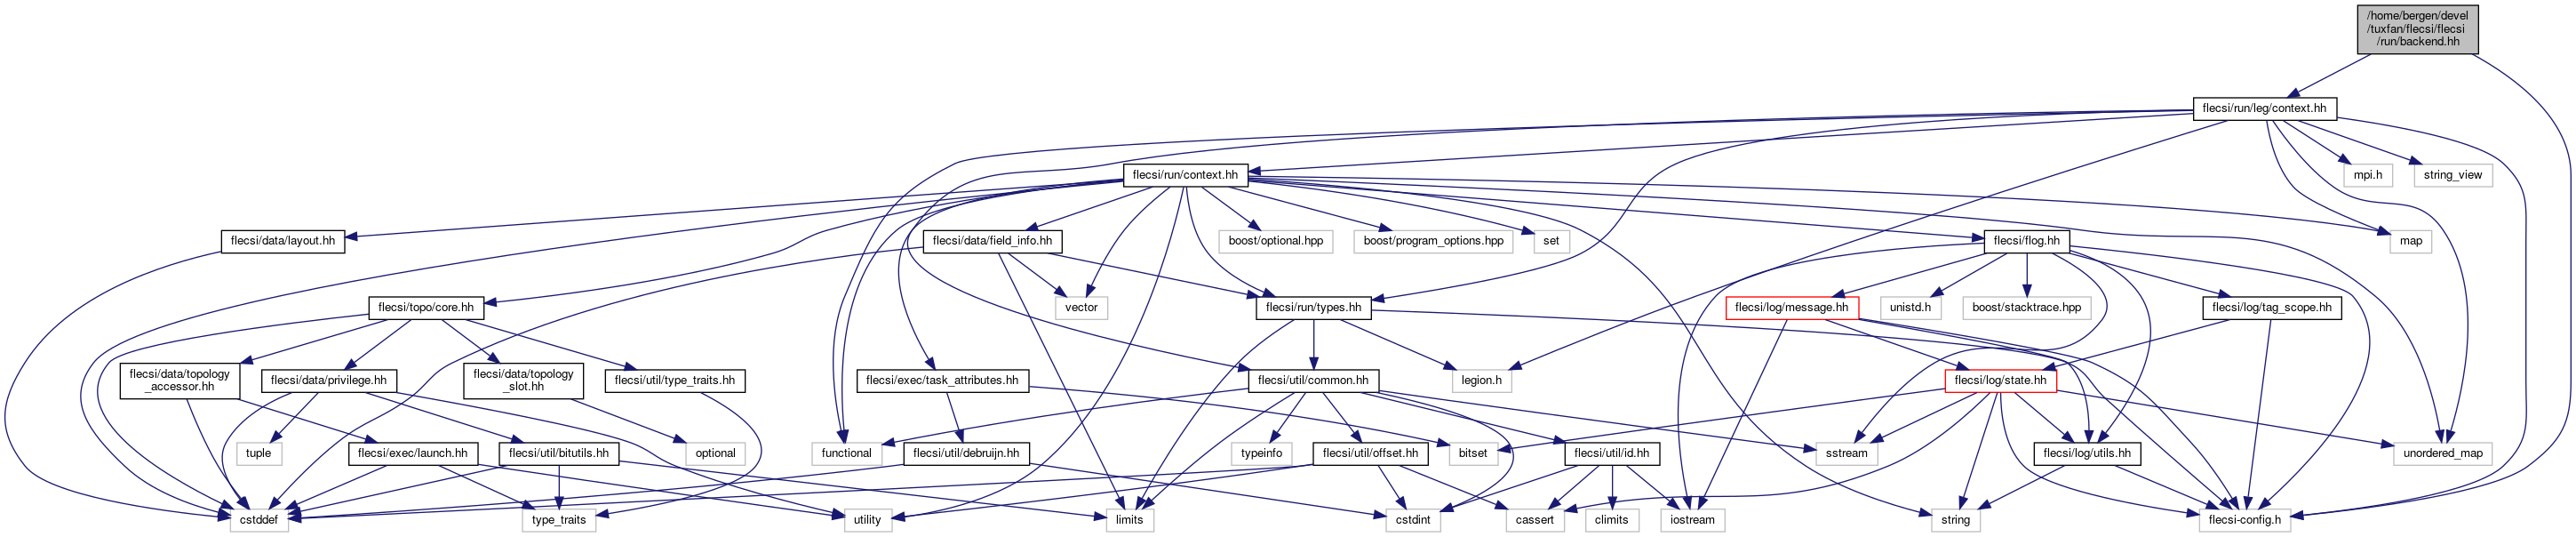 /home/bergen/devel
/tuxfan/flecsi/flecsi
/run/backend.hh
flecsi/run/leg/context.hh
flecsi/run/context.hh
mpi.h
string_view
flecsi/data/layout.hh
flecsi/data/field_info.hh
boost/optional.hpp
boost/program_options.hpp
set
flecsi/flog.hh
map
flecsi/topo/core.hh
vector
flecsi/run/types.hh
flecsi/log/message.hh
unistd.h
boost/stacktrace.hpp
flecsi/log/tag_scope.hh
flecsi/data/topology
_accessor.hh
flecsi/data/privilege.hh
flecsi/data/topology
_slot.hh
flecsi/util/type_traits.hh
flecsi/exec/task_attributes.hh
flecsi/util/common.hh
legion.h
flecsi/log/state.hh
tuple
flecsi/exec/launch.hh
flecsi/util/bitutils.hh
optional
functional
flecsi/util/debruijn.hh
typeinfo
flecsi/util/offset.hh
bitset
flecsi/util/id.hh
sstream
flecsi/log/utils.hh
unordered_map
cstddef
type_traits
utility
limits
cstdint
cassert
climits
iostream
string
flecsi-config.h